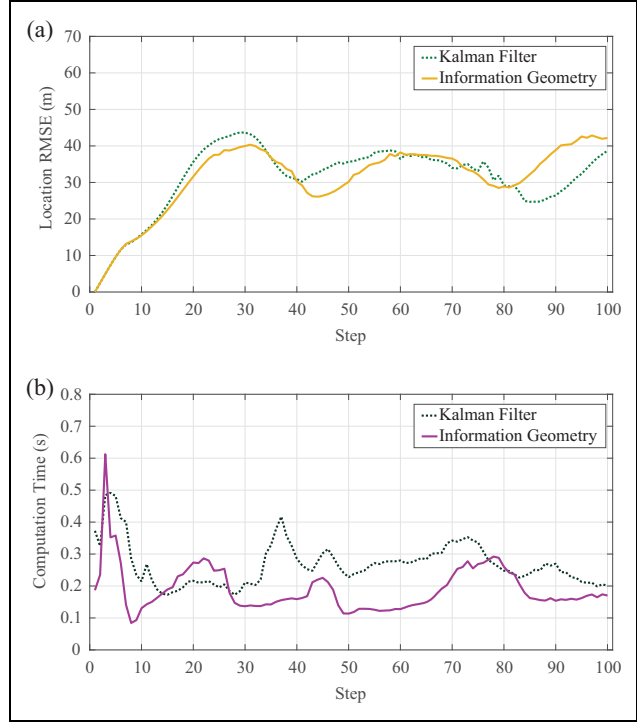 (a)
70
60
50
40
30
20
10
0
Location RMSE (m)
Kalman Filter
Information Geometry
0 10 20 30 40 50 60 70 80 90 100
Step
(b)
0.8
0.7
0.6
0.5
0.4
0.3
0.2
0.1
0
Computation Time (s)
Kalman Filter
Information Geometry
0 10 20 30 40 50 60 70 80 90 100
Step